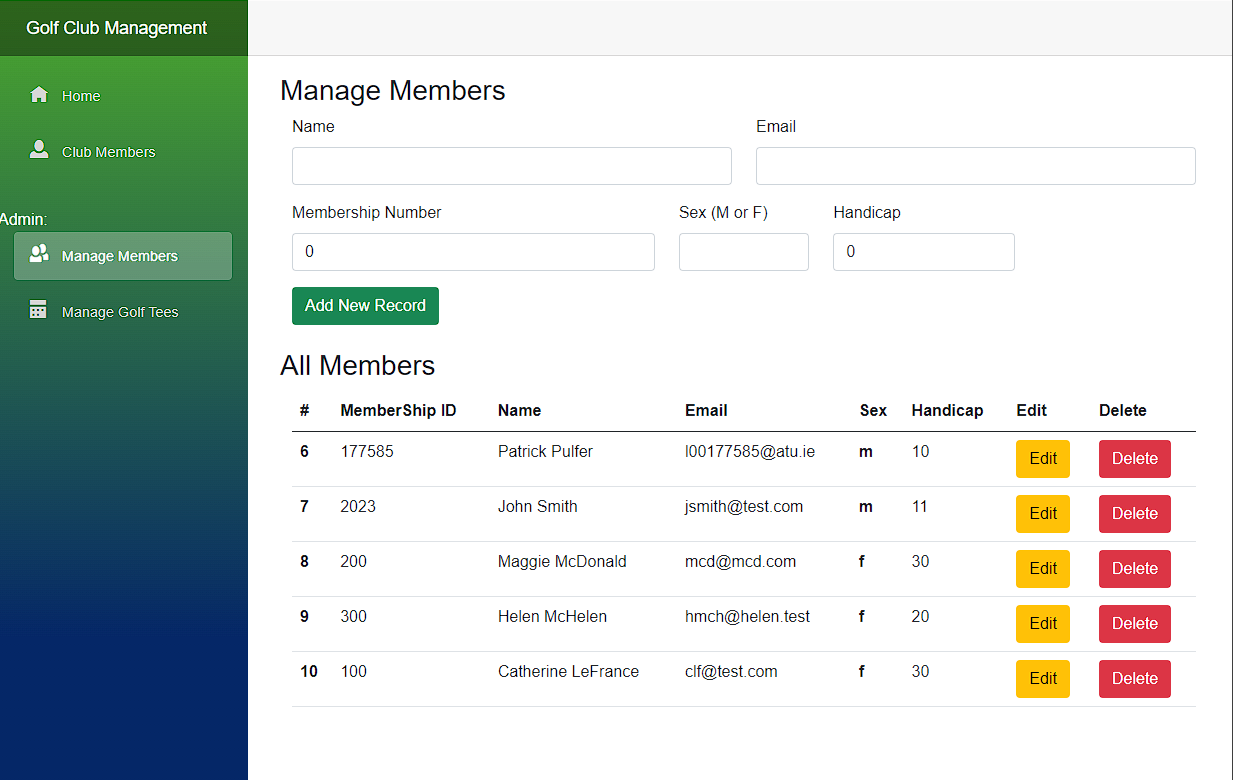 Golf Club Management
Home
Club Members
Admin:
Manage Members
Manage Golf Tees
Manage Members
Name Email
Membership Number Sex (M or F) Handicap
0 0
Add New Record
All Members
# MemberShip ID Name Email Sex Handicap Edit Delete
6 177585 Patrick Pulfer l00177585@atu.ie m 10 Edit Delete
7 2023 John Smith jsmith@test.com m 11 Edit Delete
8 200 Maggie McDonald mcd@mcd.com f 30 Edit Delete
9 300 Helen McHelen hmch@helen.test f 20 Edit Delete
10 100 Catherine LeFrance clf@test.com f 30 Edit Delete